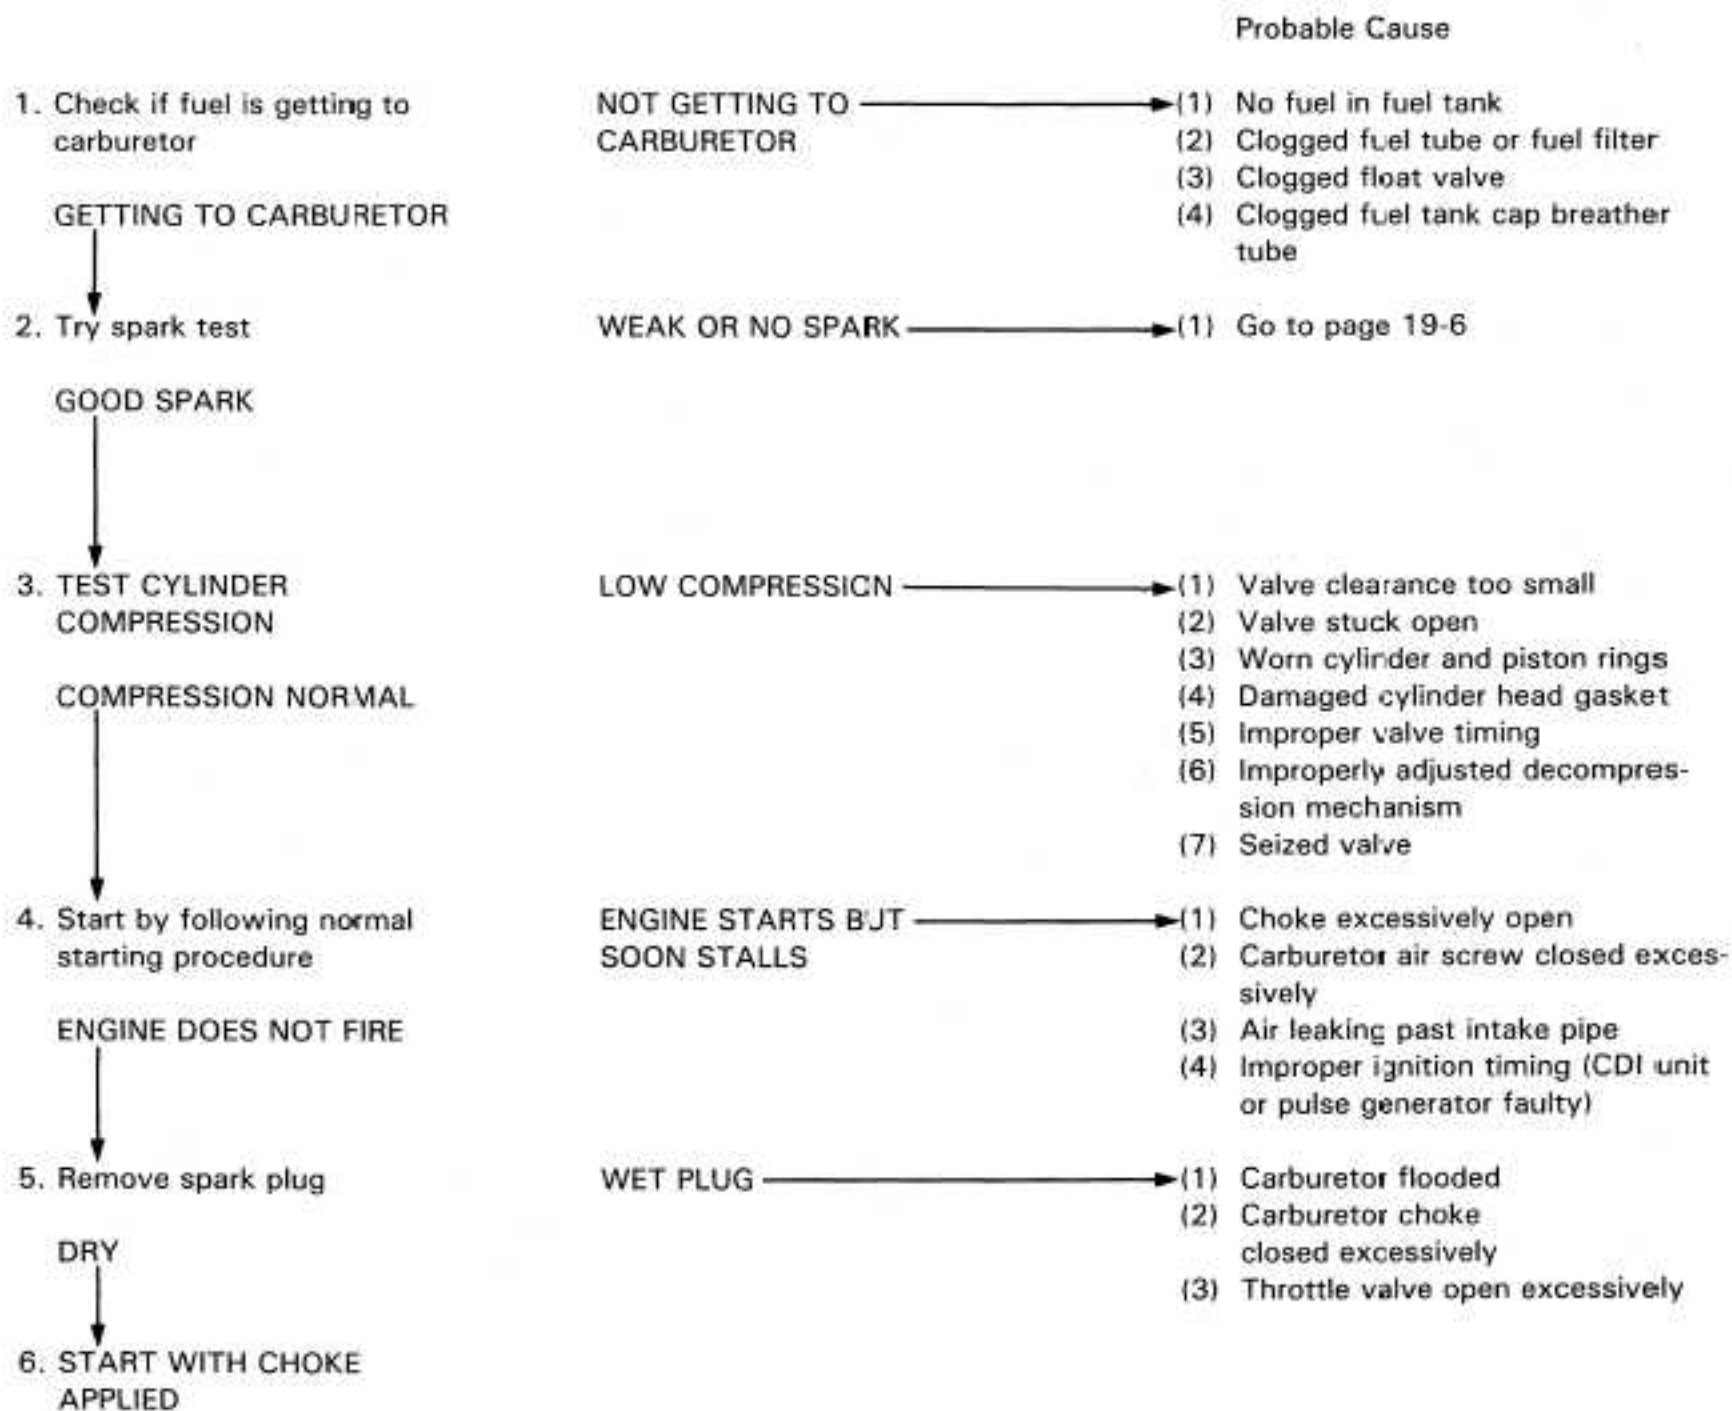 Probable Cause
1. Check if fuel is getting to
carburetor
NOT GETTING TO
CARBURETOR
(1) No fuel in fuel tank
(2) Clogged fuel tube or fuel filter
(3) Clogged float valve
(4) Clogged fuel tank cap breather
tube
GETTING TO CARBURETOR
2. Try spark test
WEAK OR NO SPARK
(1) Go to page 19-6
GOOD SPARK
3. TEST CYLINDER
COMPRESSION
LOW COMPRESSION
(1) Valve clearance too small
(2) Valve stuck open
(3) Worn cylinder and piston rings
(4) Damaged cylinder head gasket
(5) Improper valve timing
(6) Improperly adjusted decompres-
sion mechanism
(7) Seized valve
COMPRESSION NORMAL
4. Start by following normal
starting procedure
ENGINE STARTS BUT
SOON STALLS
(1) Choke excessively open
(2) Carburetor air screw closed exces-
sively
(3) Air leaking past intake pipe
(4) Improper ignition timing (CDI unit
or pulse generator faulty)
ENGINE DOES NOT FIRE
5. Remove spark plug
WET PLUG
(1) Carburetor flooded
(2) Carburetor choke
closed excessively
(3) Throttle valve open excessively
DRY
6. START WITH CHOKE
APPLIED